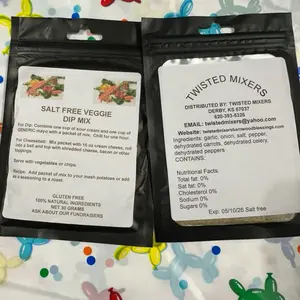 SALT FREE VEGGIE
DIP MIX
For Dip: Combine one cup of sour cream and one cup of
GENERIC mayo with a packet of mix. Chill for one hour.
For cheeseball: Mix packet with 16 oz cream cheese, roll
into a ball and top with shredded cheese, bacon or other
toppings.
Serve with vegetables or chips.
Recipe: Add packet of mix to your mash potatoes or add
as a seasoning to a roast.
GLUTEN FREE
100% NATURAL INGREDIENTS
NET 30 GRAMS
ASK ABOUT OUR FUNDRAISERS
TWISTED MIXERS
DISTRIBUTED BY: TWISTED MIXERS
DERBY, KS 67037
620-393-5325
EMAIL: twistedmixers@yahoo.com
Website: twistedmixersburwoodblessings.com
Ingredients: garlic, onion, salt, pepper,
dehydrated carrots, dehydrated celery,
dehydrated peppers.
CONTAINS:
Nutritional Facts
Total fat: 0%
Sat. fat: 0%
Cholesterol 0%
Sodium 0%
Sugars 0%
Exp: 05/10/26 Salt free